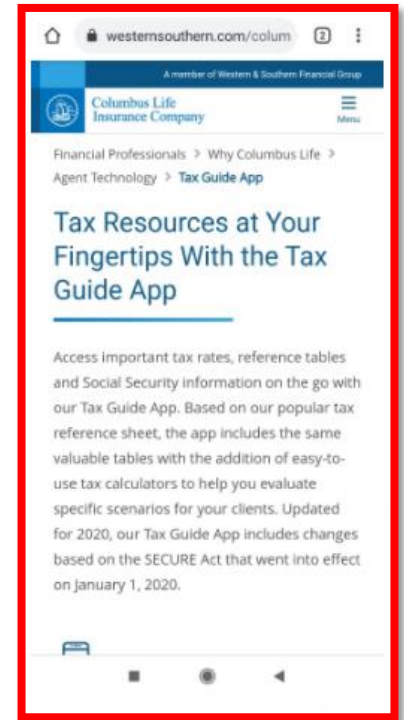 westernsouthern.com/colum 2
A member of Western & Southern Financial Group
Columbus Life
Insurance Company
Menu
Financial Professionals > Why Columbus Life >
Agent Technology > Tax Guide App
Tax Resources at Your
Fingertips With the Tax
Guide App
Access important tax rates, reference tables
and Social Security information on the go with
our Tax Guide App. Based on our popular tax
reference sheet, the app includes the same
valuable tables with the addition of easy-to-
use tax calculators to help you evaluate
specific scenarios for your clients. Updated
for 2020, our Tax Guide App includes changes
based on the SECURE Act that went into effect
on January 1, 2020.